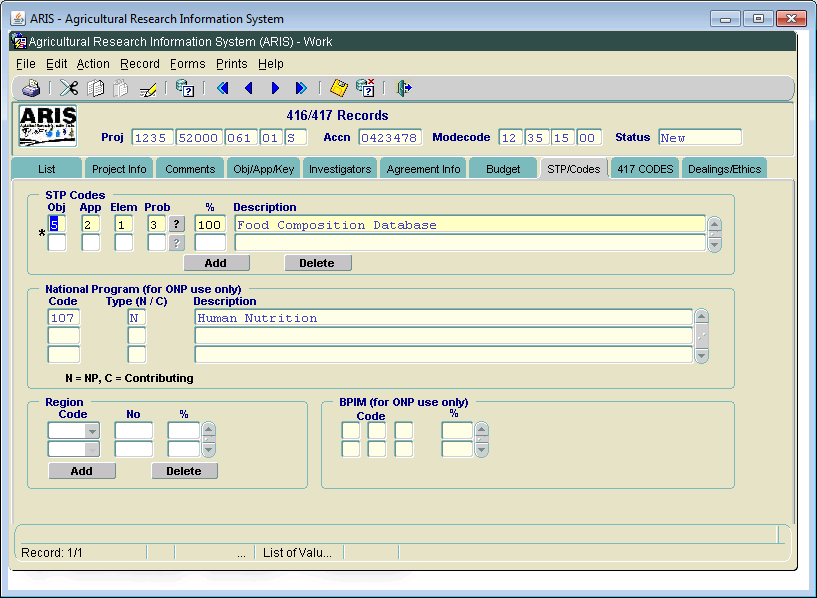 ARIS - Agricultural Research Information System
Agricultural Research Information System (ARIS) - Work
File Edit Action Record Forms Prints Help
ARIS
416/417 Records
Proj 1235 52000 061 01 S Accn 0423478 Modecode 12 35 15 00 Status New
List Project Info Comments Obj/App/Key Investigators Agreement Info Budget STP/Codes 417 CODES Dealings/Ethics
STP Codes
Obj App Elem Prob % Description
* 5 2 1 3 ? 100 Food Composition Database
?
Add Delete
National Program (for ONP use only)
Code Type (N / C) Description
107 N Human Nutrition
N = NP, C = Contributing
Region
Code No %
Add Delete
BPIM (for ONP use only)
Code %
Record: 1/1 ... List of Valu...